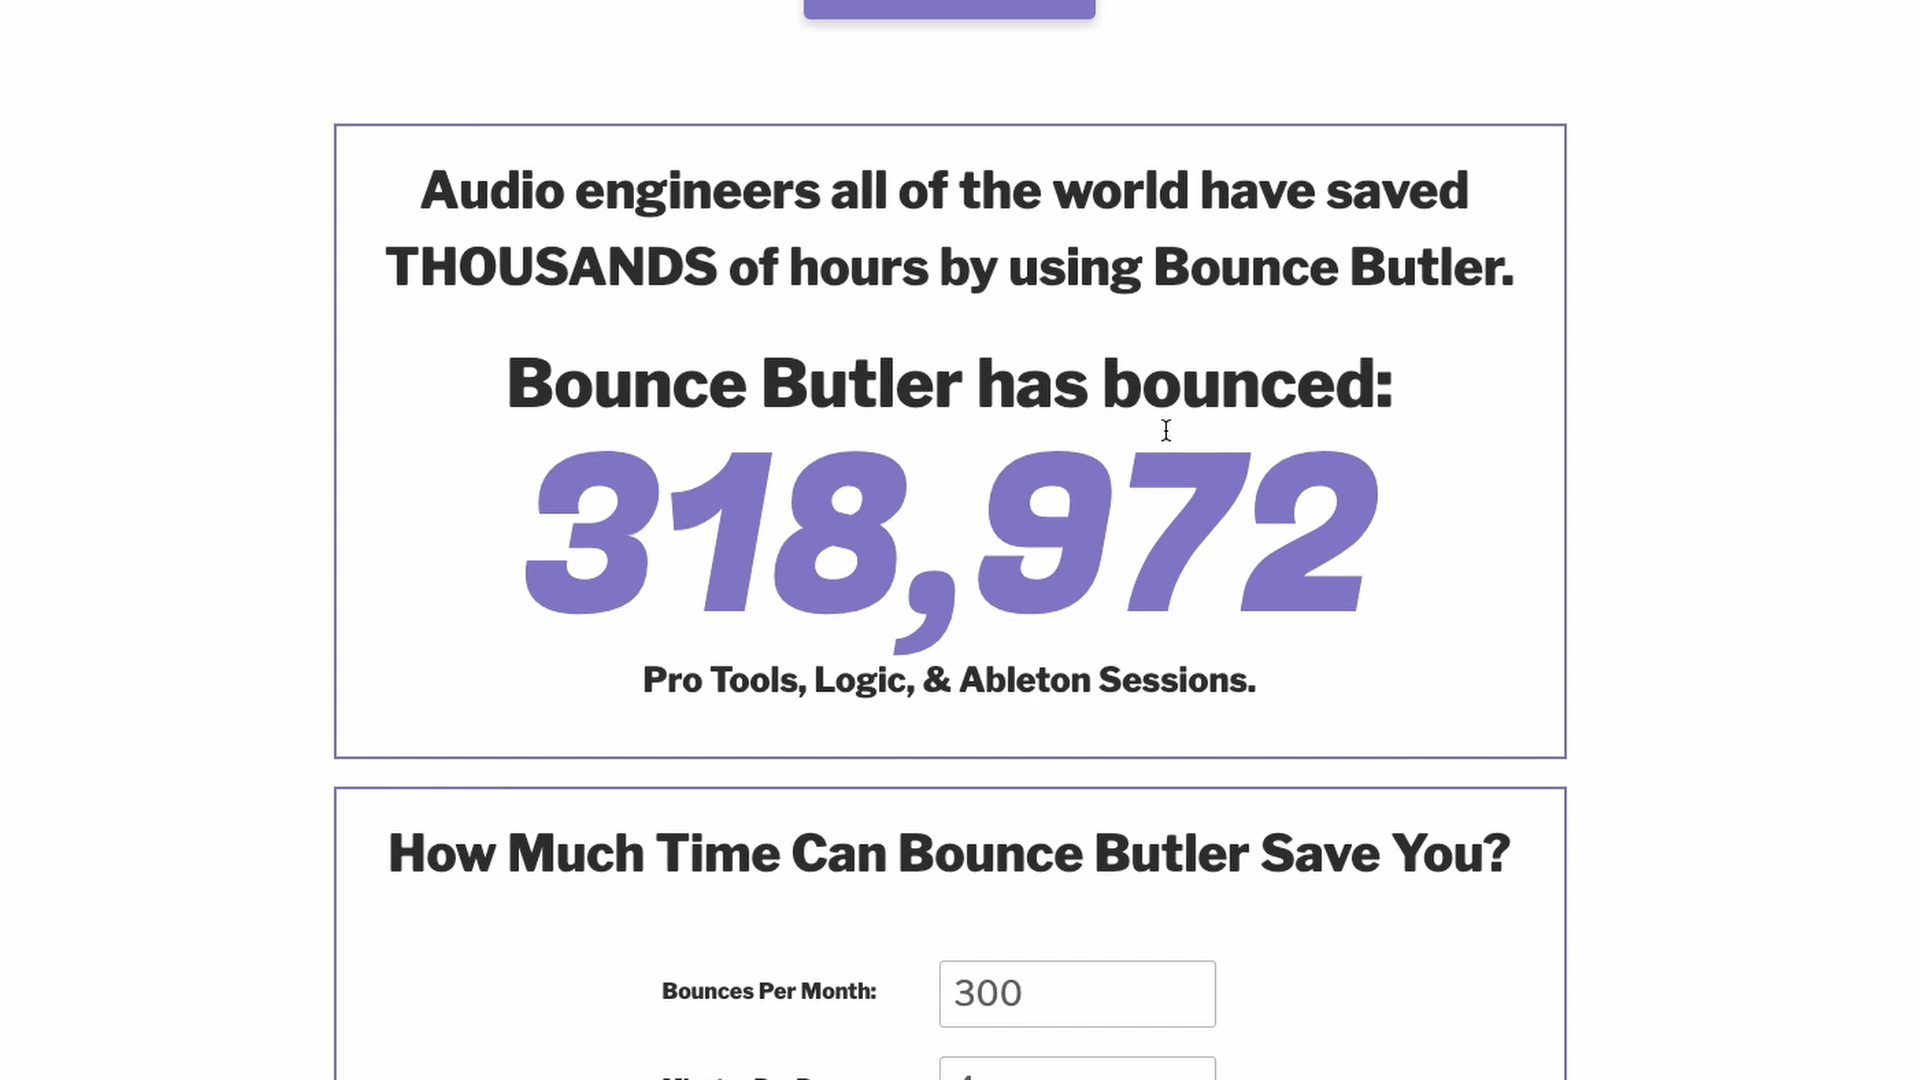 Audio engineers all of the world have saved
THOUSANDS of hours by using Bounce Butler.
Bounce Butler has bounced:
318,972
Pro Tools, Logic, & Ableton Sessions.
How Much Time Can Bounce Butler Save You?
Bounces Per Month: 300